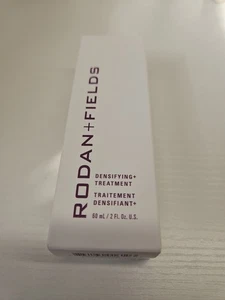 RODAN+FIELDS
DENSIFYING+
TREATMENT
TRAITEMENT
DENSIFIANT+
60 mL / 2 Fl. Oz. U.S.